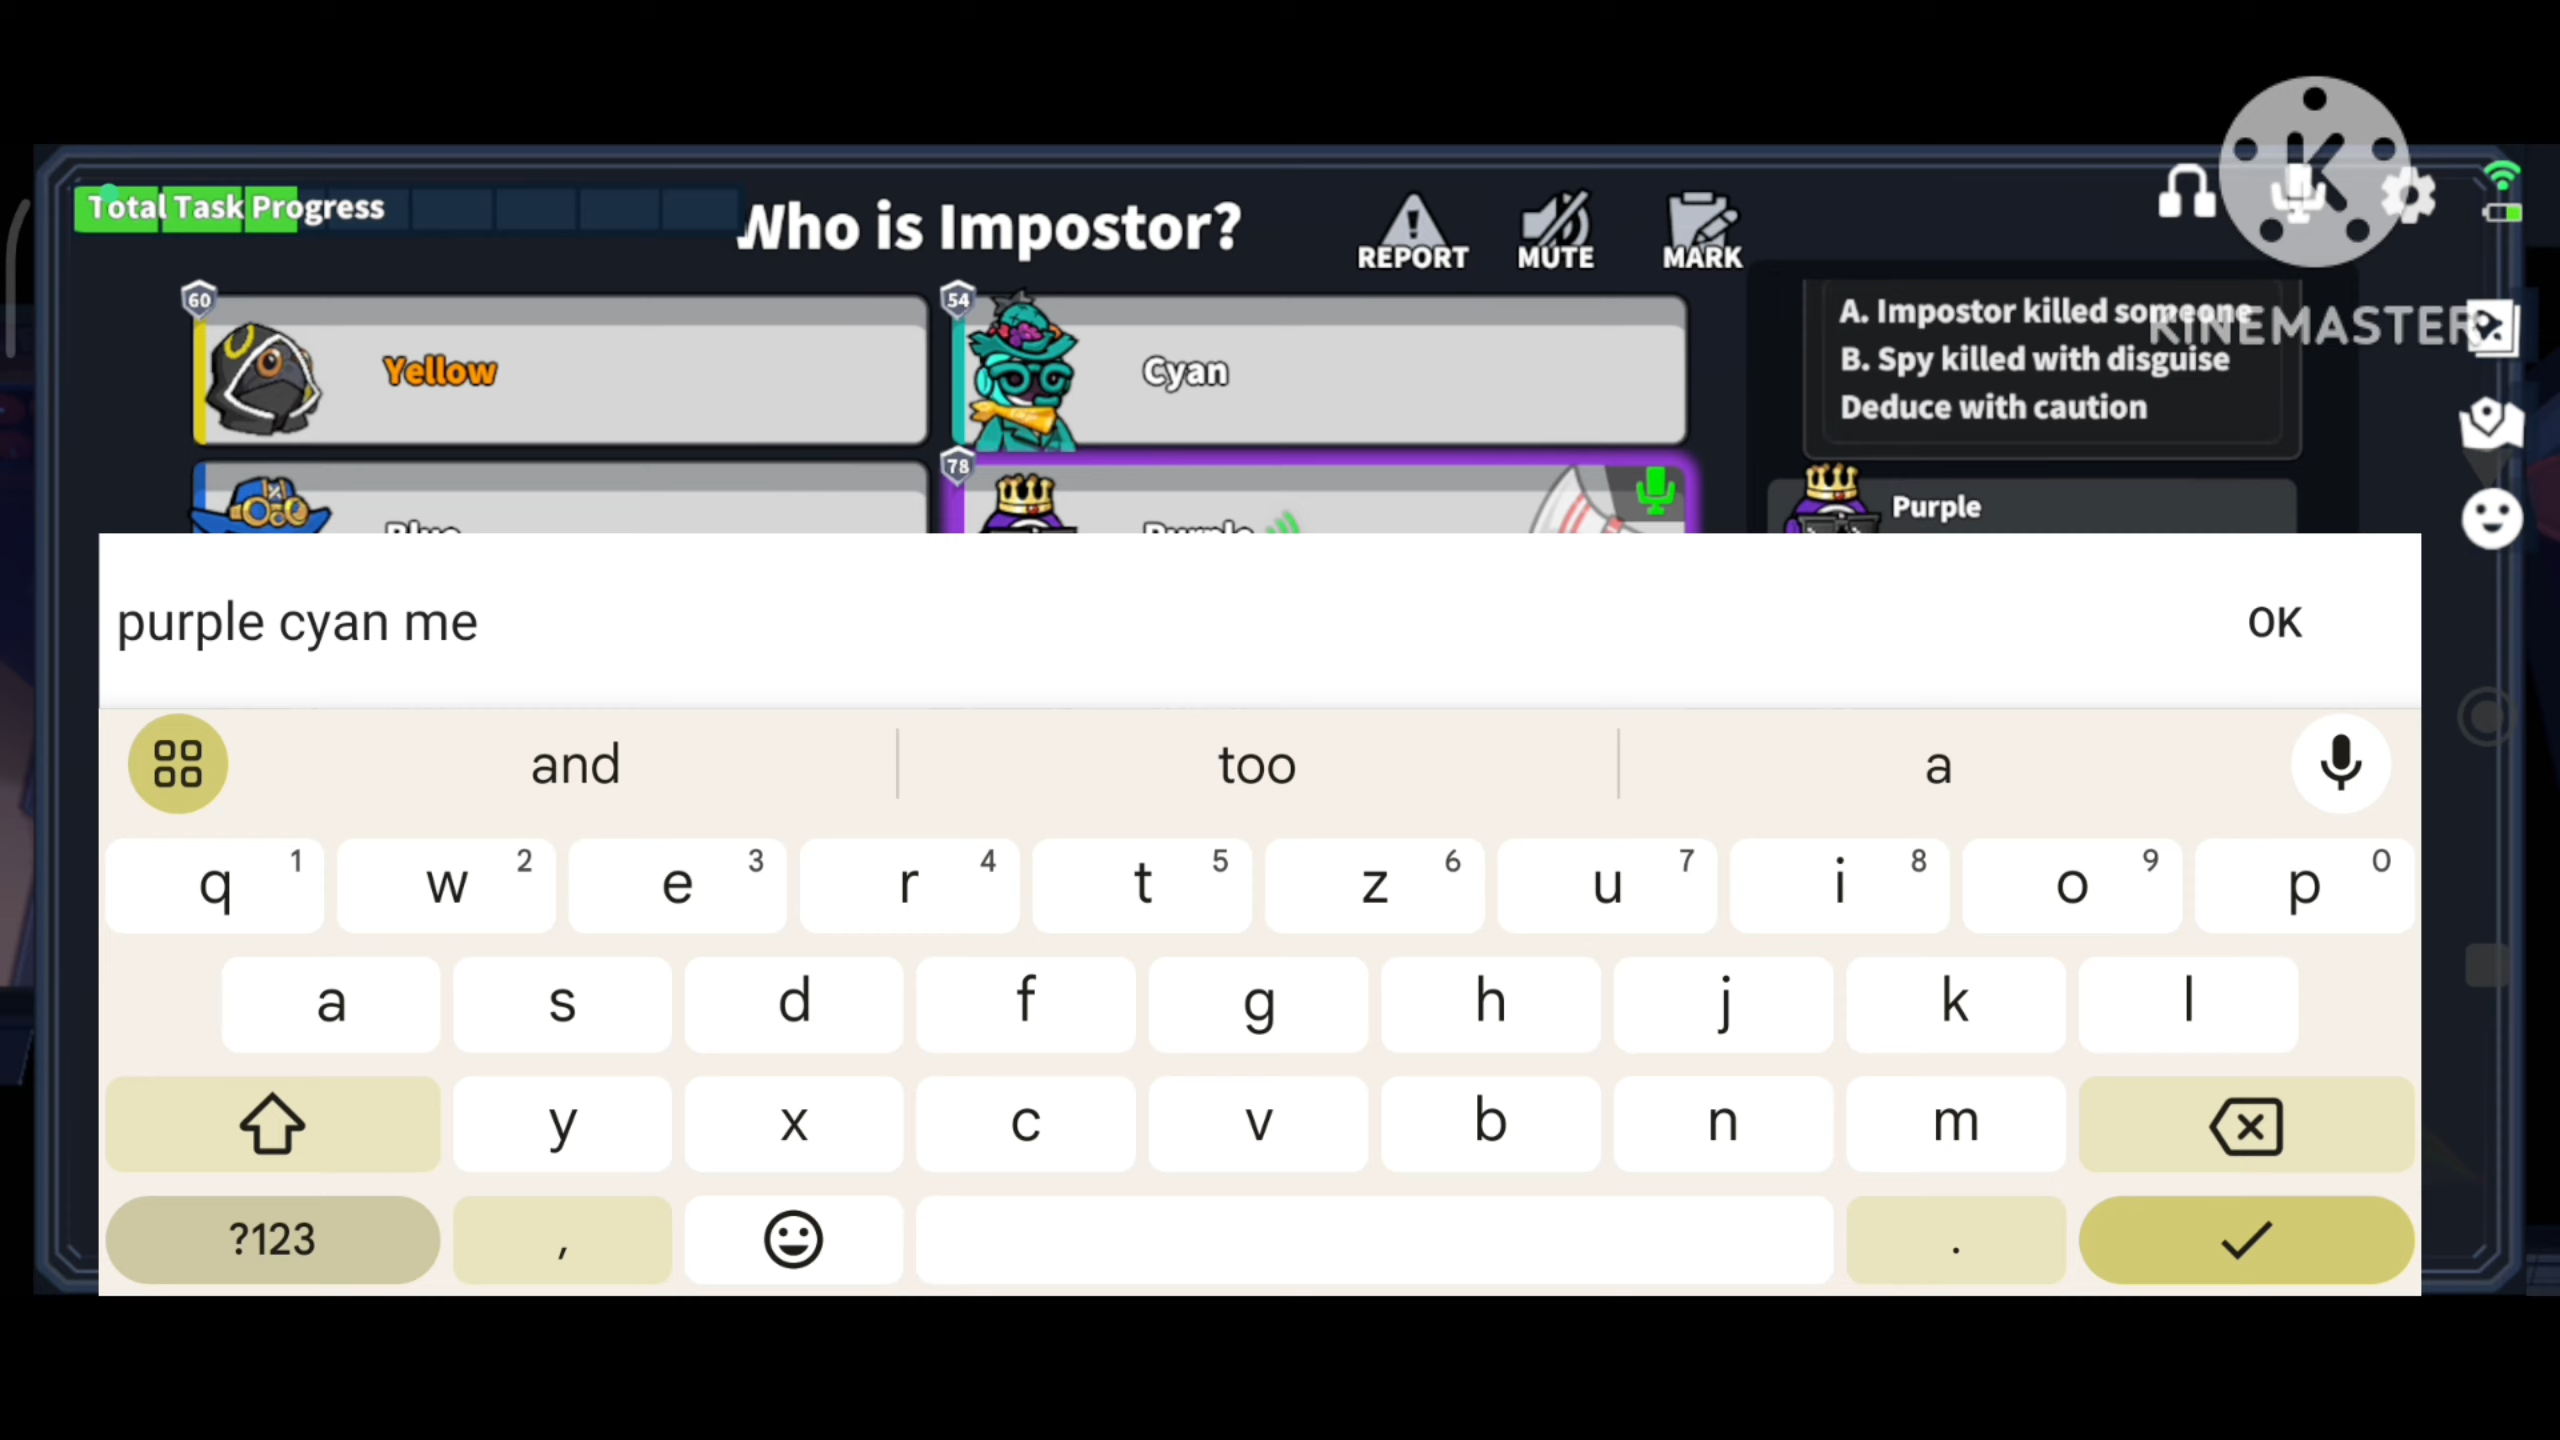 Total Task Progress
Who is Impostor?
REPORT
MUTE
MARK
60
Yellow
54
Cyan
A. Impostor killed someone
B. Spy killed with disguise
Deduce with caution
KINEMASTER
Blue
78
Purple
Purple
purple cyan me
OK
and
too
a
q 1 w 2 e 3 r 4 t 5 z 6 u 7 i 8 o 9 p 0
a s d f g h j k l
y x c v b n m
?123 , .